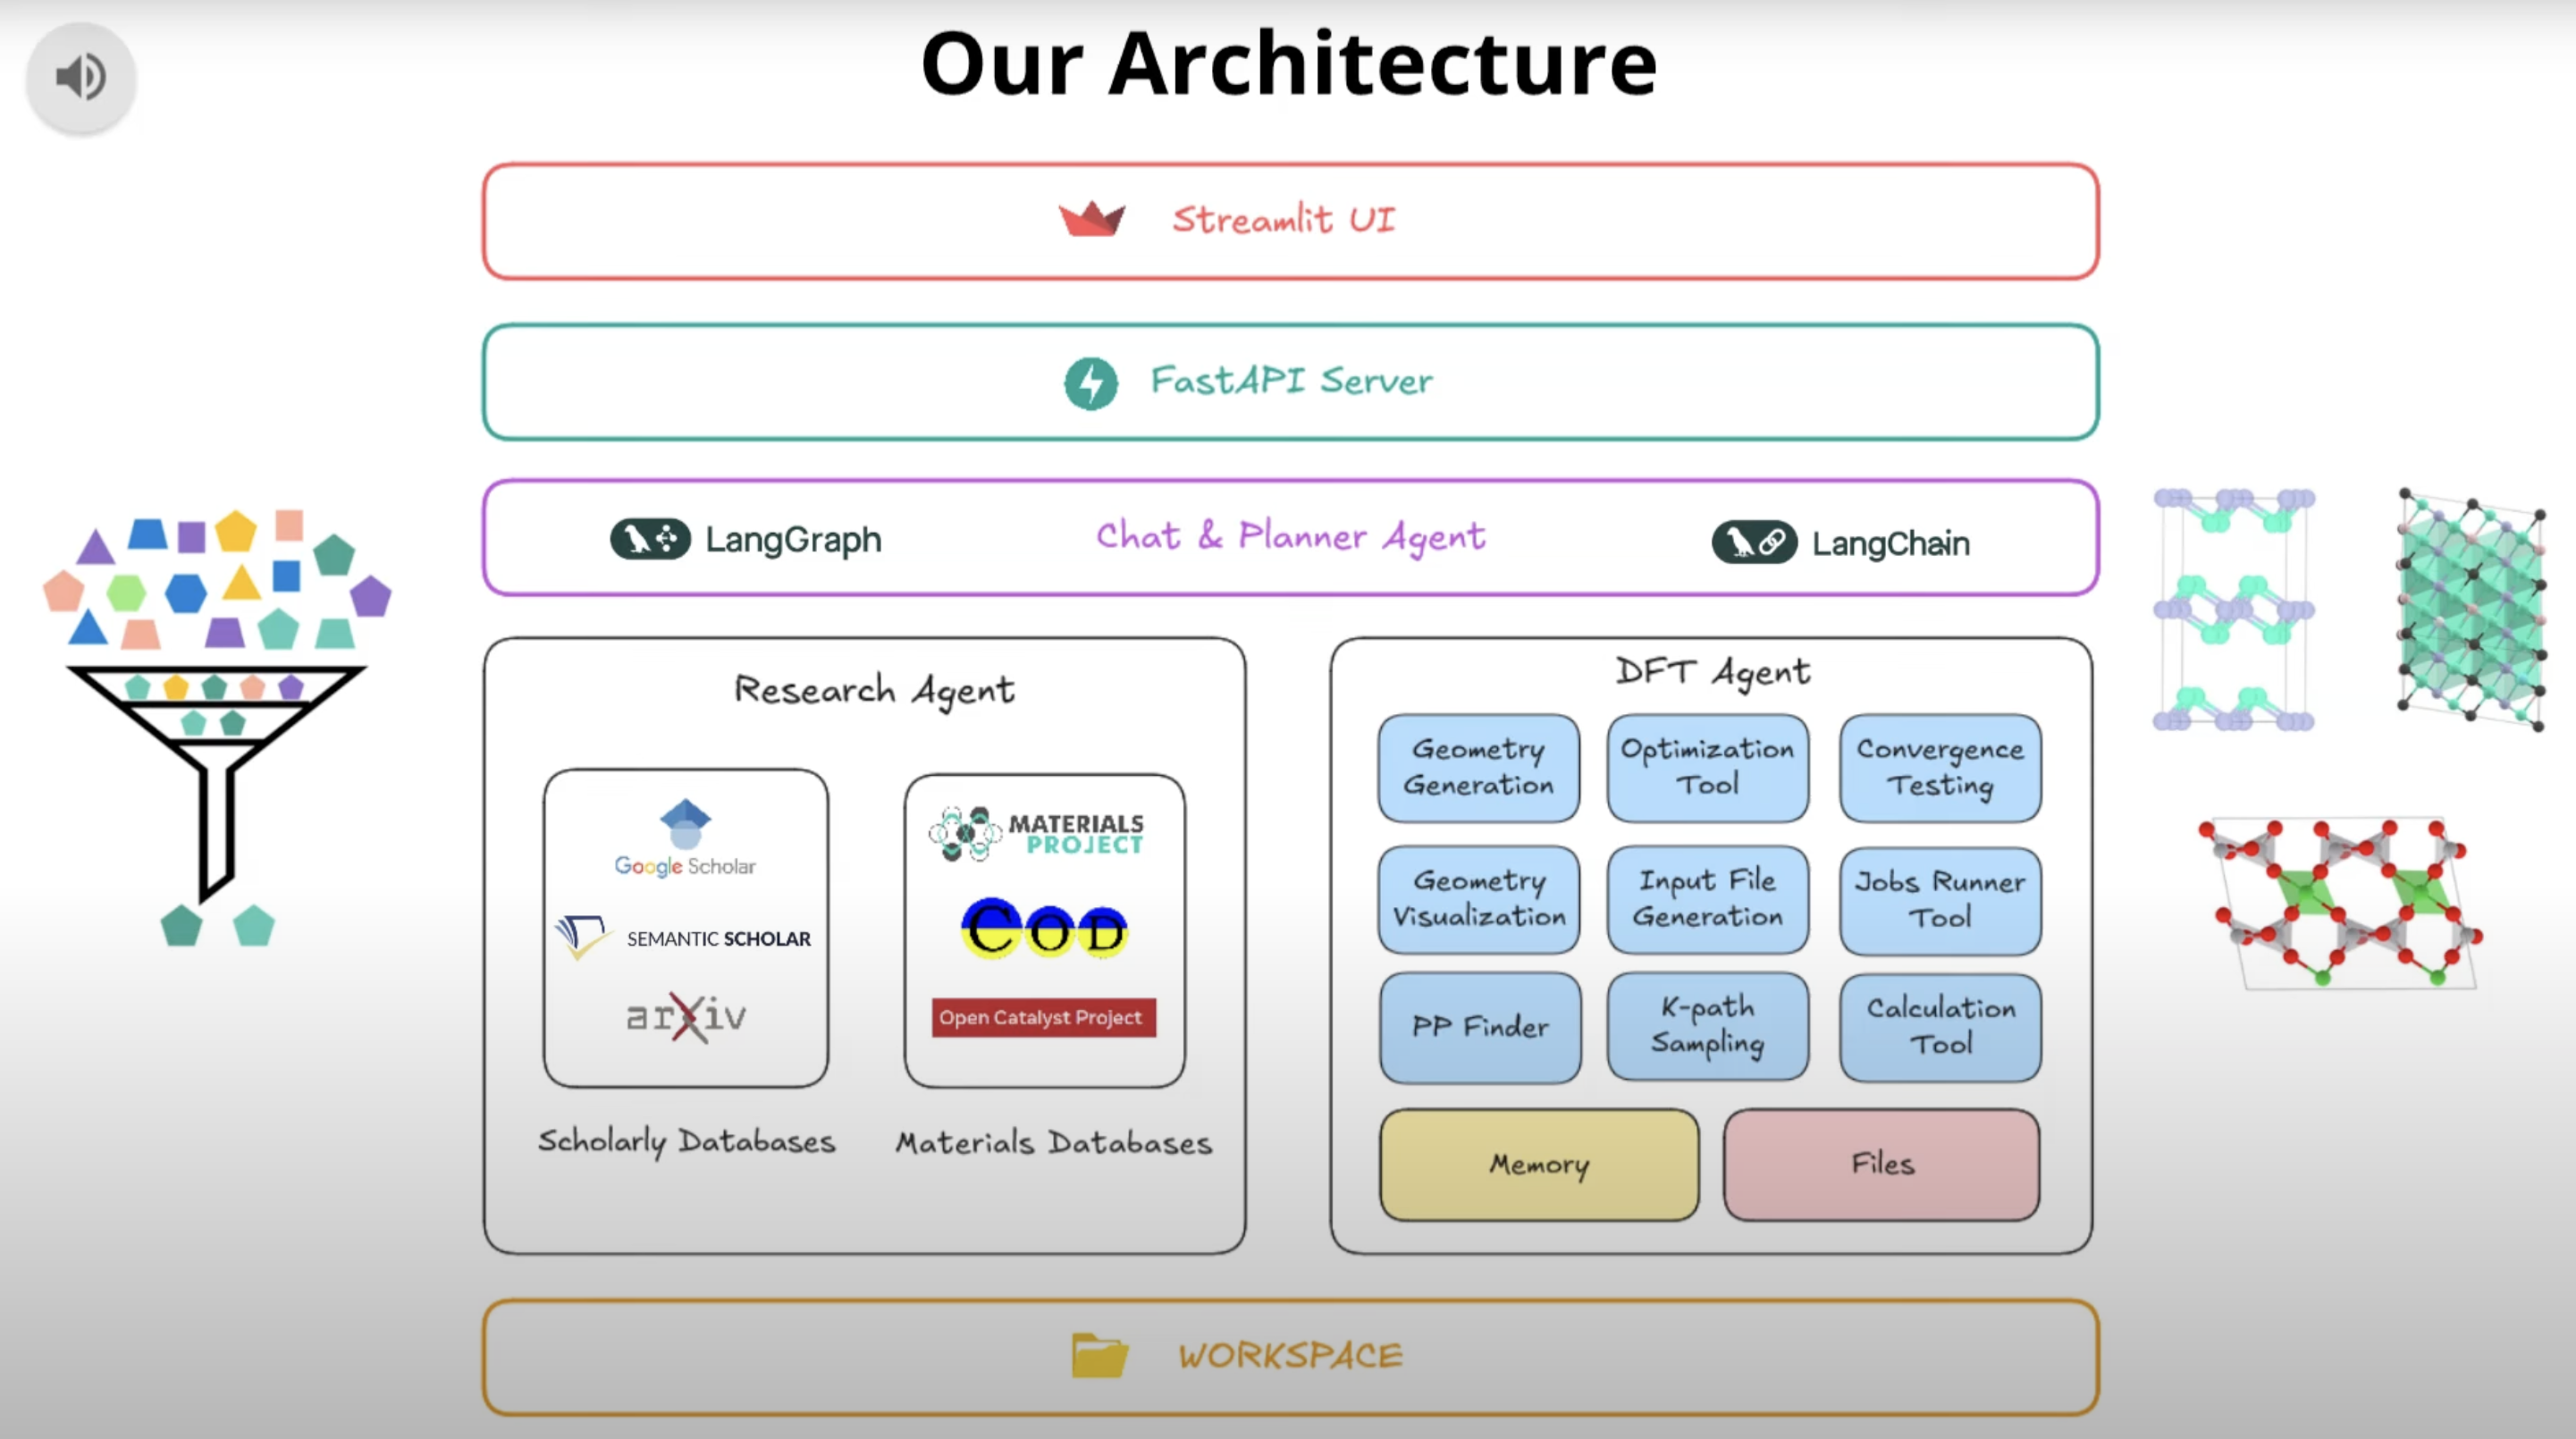 Our Architecture
Streamlit UI
FastAPI Server
LangGraph
Chat & Planner Agent
LangChain
Research Agent
Google Scholar
SEMANTIC SCHOLAR
arXiv
Scholarly Databases
MATERIALS
PROJECT
COD
Open Catalyst Project
Materials Databases
DFT Agent
Geometry
Generation
Optimization
Tool
Convergence
Testing
Geometry
Visualization
Input File
Generation
Jobs Runner
Tool
PP Finder
K-path
Sampling
Calculation
Tool
Memory
Files
WORKSPACE